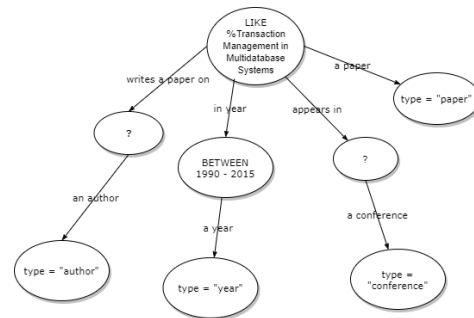 LIKE
%Transaction
Management in
Multidatabase
Systems
a paper
writes a paper on
in year
appears in
type = "paper"
?
BETWEEN
1990 - 2015
?
an author
a year
a conference
type = "author"
type = "year"
type =
"conference"